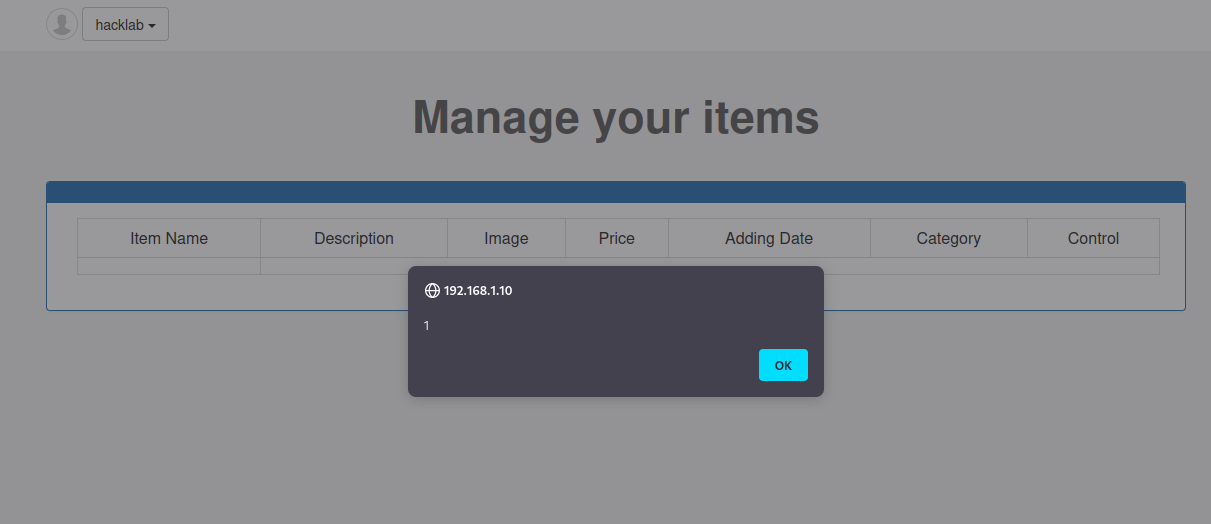 hacklab
Manage your items
Item Name Description Image Price Adding Date Category Control
192.168.1.10
1
OK